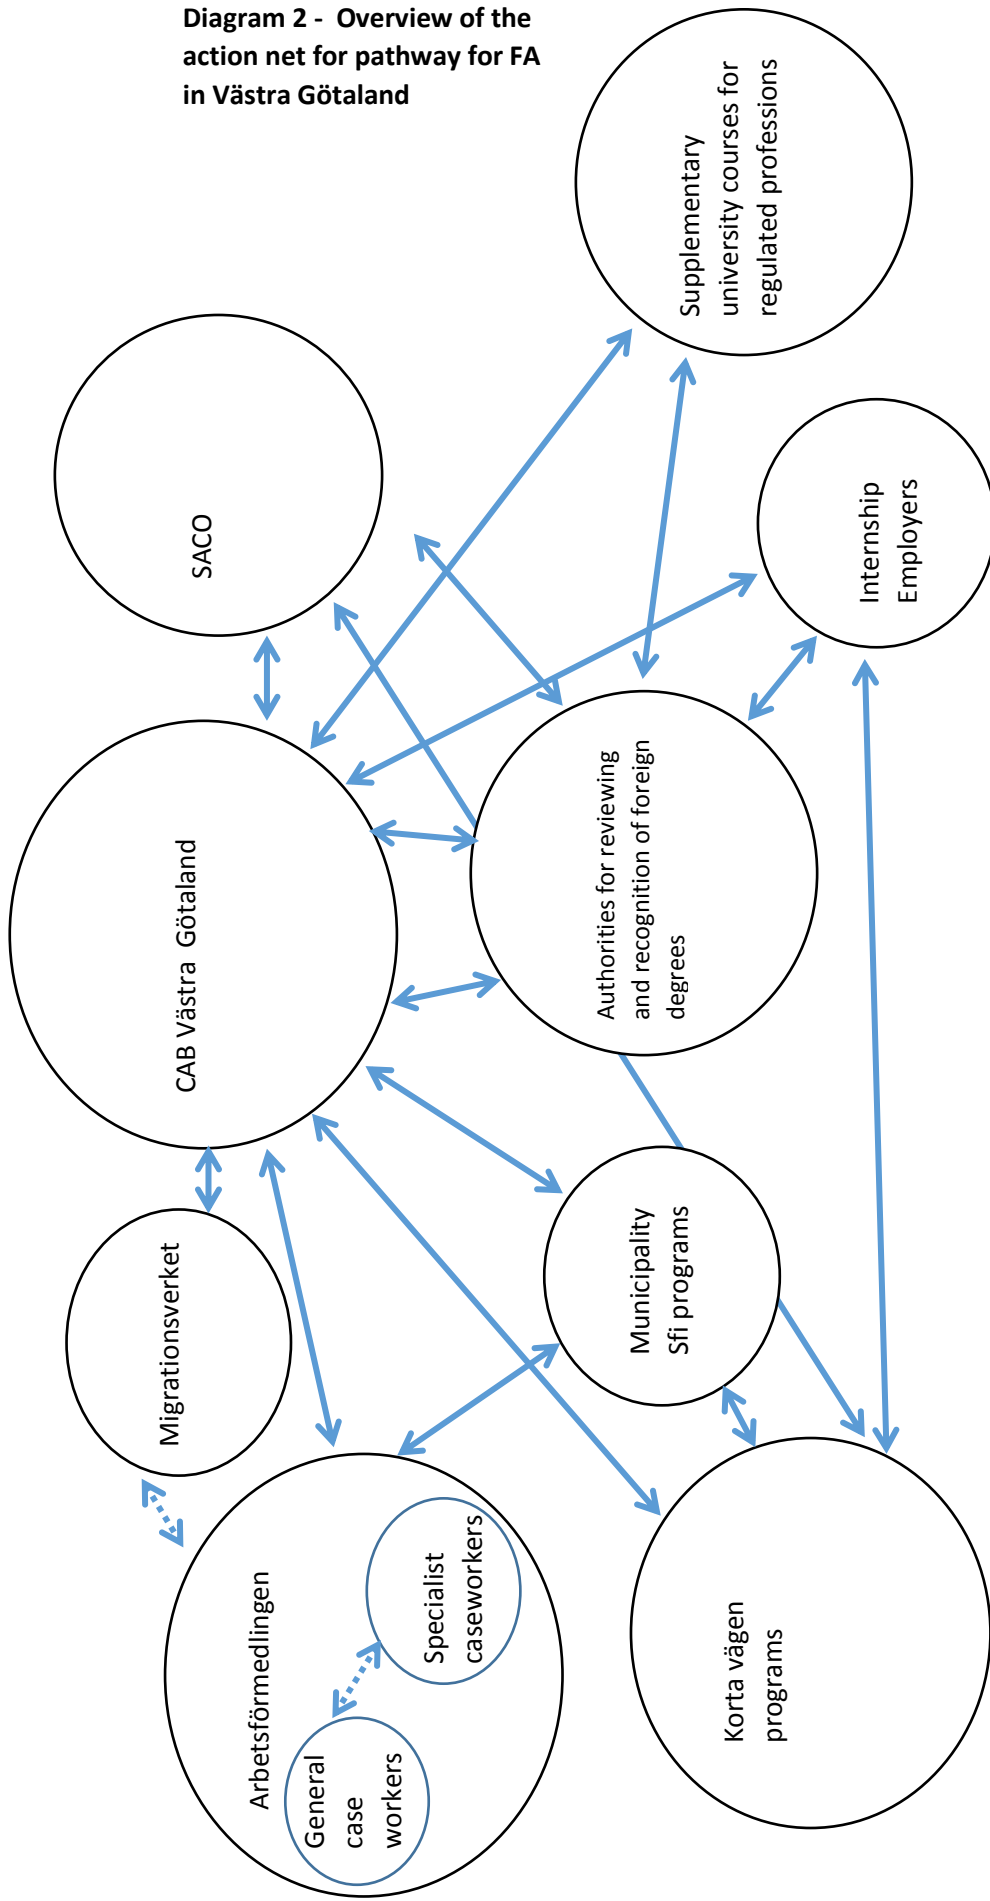 Diagram 2 - Overview of the
action net for pathway for FA
in Västra Götaland
Arbetsförmedlingen
General
case
workers
Specialist
caseworkers
Migrationsverket
CAB Västra Götaland
SACO
Korta vägen
programs
Municipality
Sfi programs
Authorities for reviewing
and recognition of foreign
degrees
Internship
Employers
Supplementary
university courses for
regulated professions